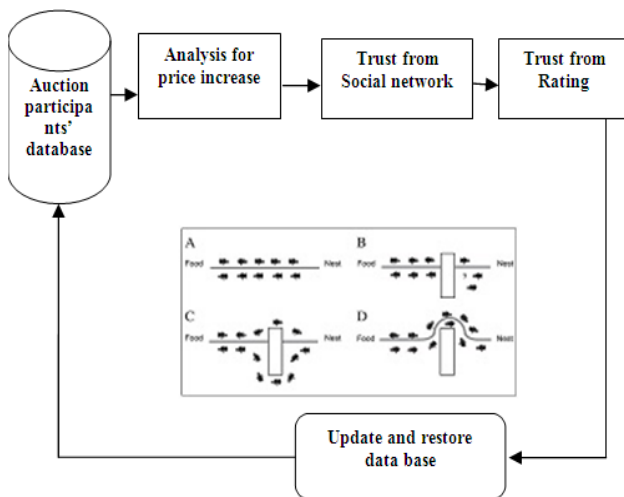 Auction
participa
nts'
database
Analysis for
price increase
Trust from
Social network
Trust from
Rating
A
Food Nest
B
Food Nest
?
C
Food Nest
D
Food Nest
Update and restore
data base